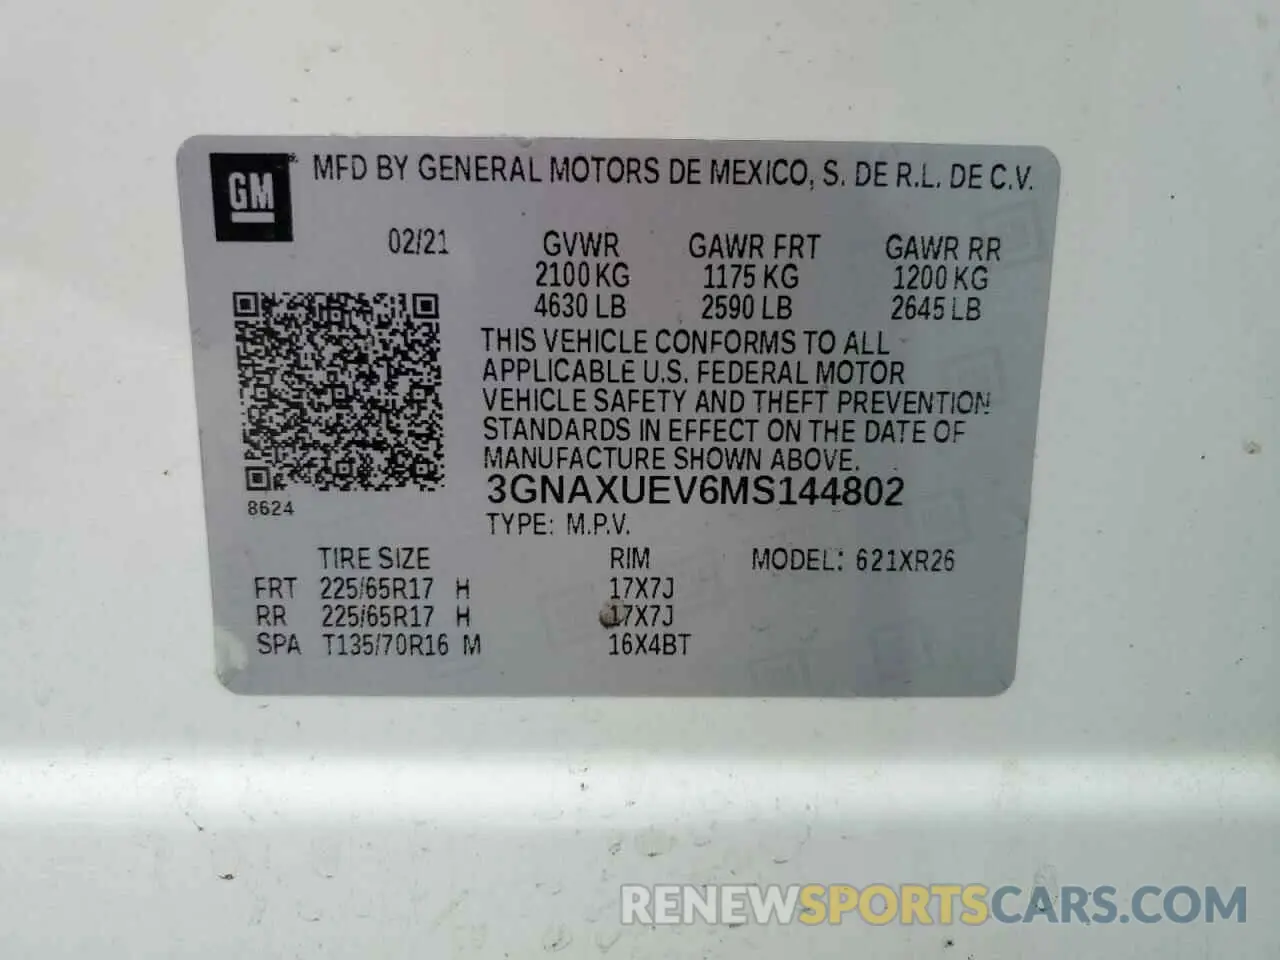 GM
MFD BY GENERAL MOTORS DE MEXICO, S. DE R.L. DE C.V.
02/21 GVWR GAWR FRT GAWR RR
2100 KG 1175 KG 1200 KG
4630 LB 2590 LB 2645 LB
THIS VEHICLE CONFORMS TO ALL
APPLICABLE U.S. FEDERAL MOTOR
VEHICLE SAFETY AND THEFT PREVENTION
STANDARDS IN EFFECT ON THE DATE OF
MANUFACTURE SHOWN ABOVE.
3GNAXUEV6MS144802
8624
TYPE: M.P.V.
TIRE SIZE RIM MODEL: 621XR26
FRT 225/65R17 H 17X7J
RR 225/65R17 H 17X7J
SPA T135/70R16 M 16X4BT
RENEWSPORTSCARS.COM